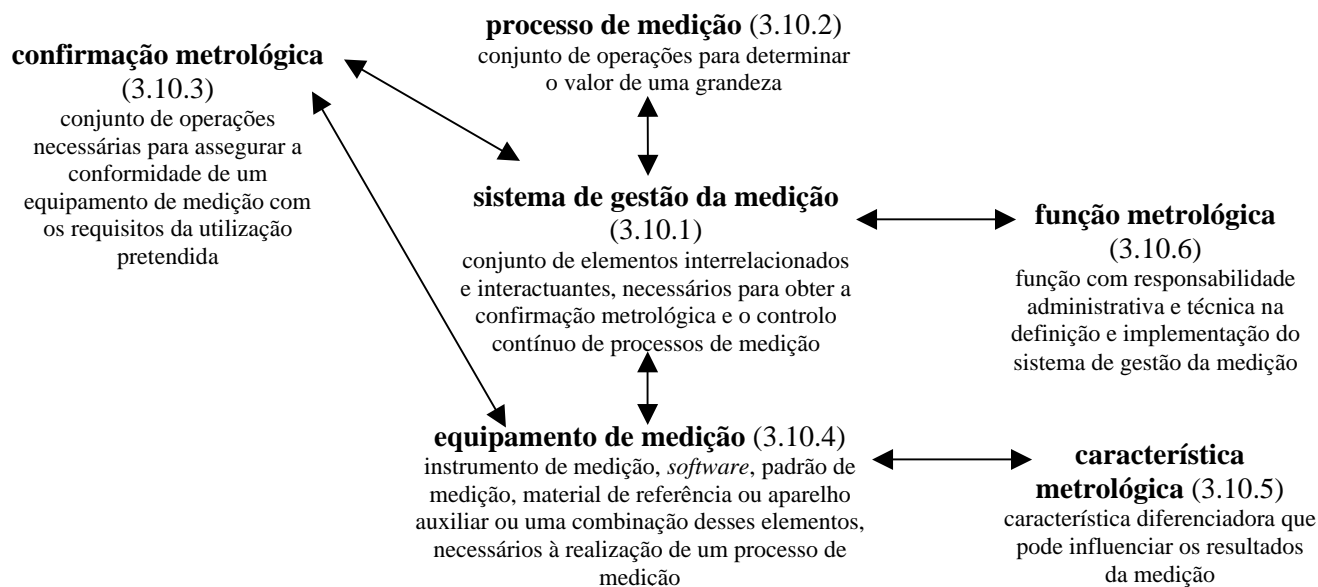 processo de medição (3.10.2)
conjunto de operações para determinar
o valor de uma grandeza
confirmação metrológica
(3.10.3)
conjunto de operações
necessárias para assegurar a
conformidade de um
equipamento de medição com
os requisitos da utilização
pretendida
sistema de gestão da medição
(3.10.1)
conjunto de elementos interrelacionados
e interactuantes, necessários para obter a
confirmação metrológica e o controlo
contínuo de processos de medição
função metrológica
(3.10.6)
função com responsabilidade
administrativa e técnica na
definição e implementação do
sistema de gestão da medição
equipamento de medição (3.10.4)
instrumento de medição, software, padrão de
medição, material de referência ou aparelho
auxiliar ou uma combinação desses elementos,
necessários à realização de um processo de
medição
característica
metrológica (3.10.5)
característica diferenciadora que
pode influenciar os resultados
da medição